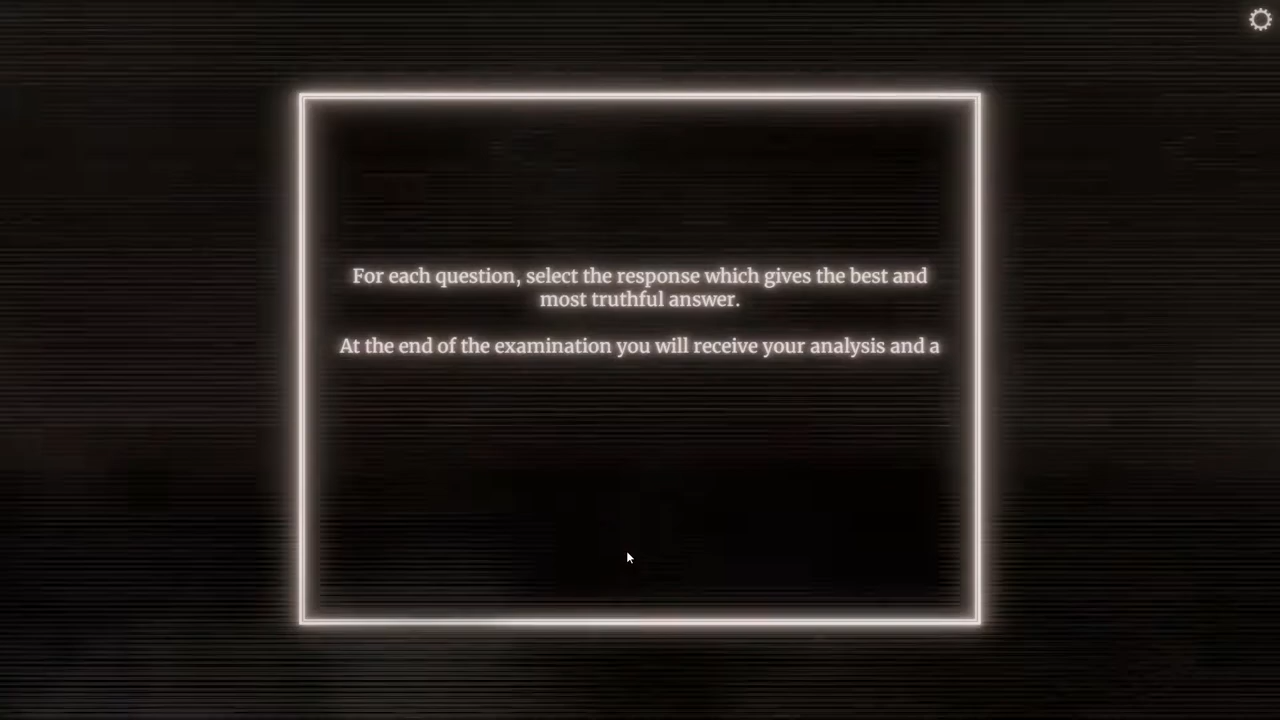 For each question, select the response which gives the best and
most truthful answer.
At the end of the examination you will receive your analysis and a